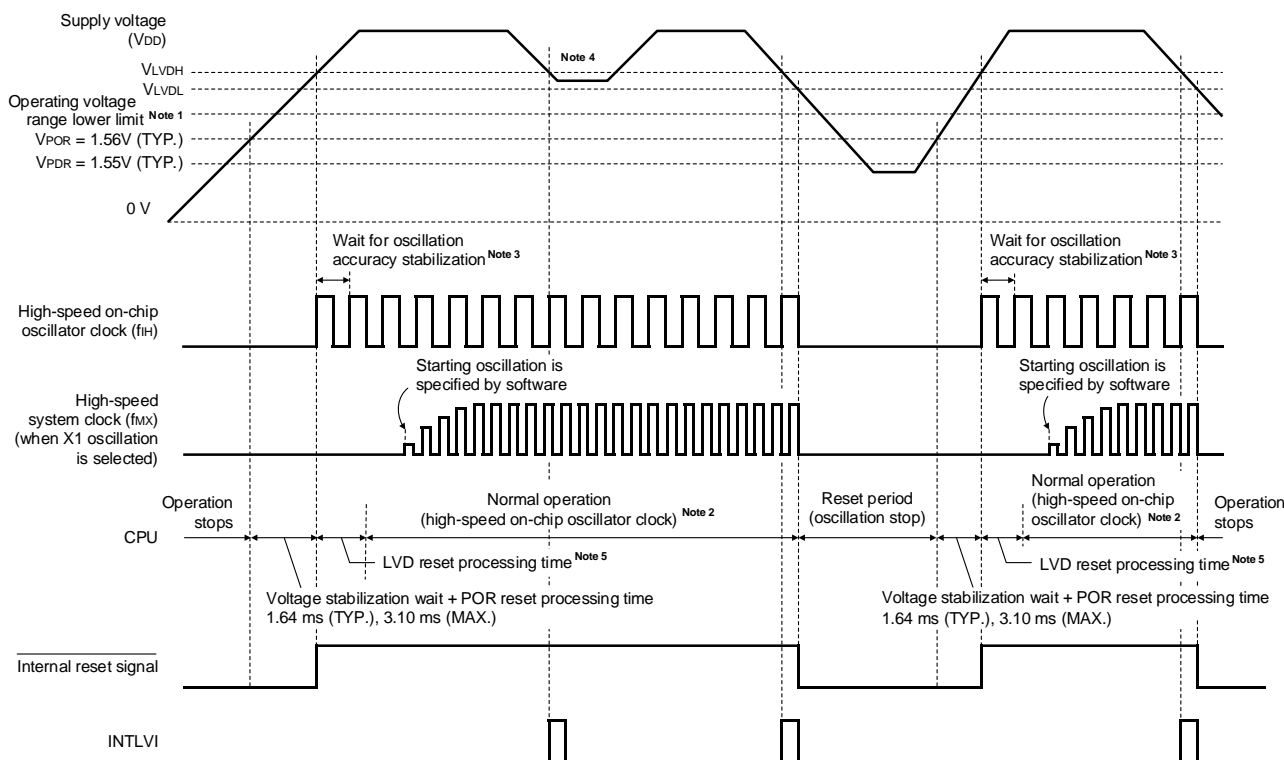 Supply voltage
(VDD)
VLVDH
Note 4
VLVDL
Operating voltage
range lower limit Note 1
VPOR = 1.56V (TYP.)
VPDR = 1.55V (TYP.)
0 V
Wait for oscillation
accuracy stabilization Note 3
Wait for oscillation
accuracy stabilization Note 3
High-speed on-chip
oscillator clock (fIH)
Starting oscillation is
specified by software
Starting oscillation is
specified by software
High-speed
system clock (fMX)
(when X1 oscillation
is selected)
Operation
stops
Normal operation
(high-speed on-chip oscillator clock) Note 2
Reset period
(oscillation stop)
Normal operation
(high-speed on-chip
oscillator clock) Note 2
Operation
stops
CPU
LVD reset processing time Note 5
LVD reset processing time Note 5
Voltage stabilization wait + POR reset processing time
1.64 ms (TYP.), 3.10 ms (MAX.)
Voltage stabilization wait + POR reset processing time
1.64 ms (TYP.), 3.10 ms (MAX.)
Internal reset signal
INTLVI